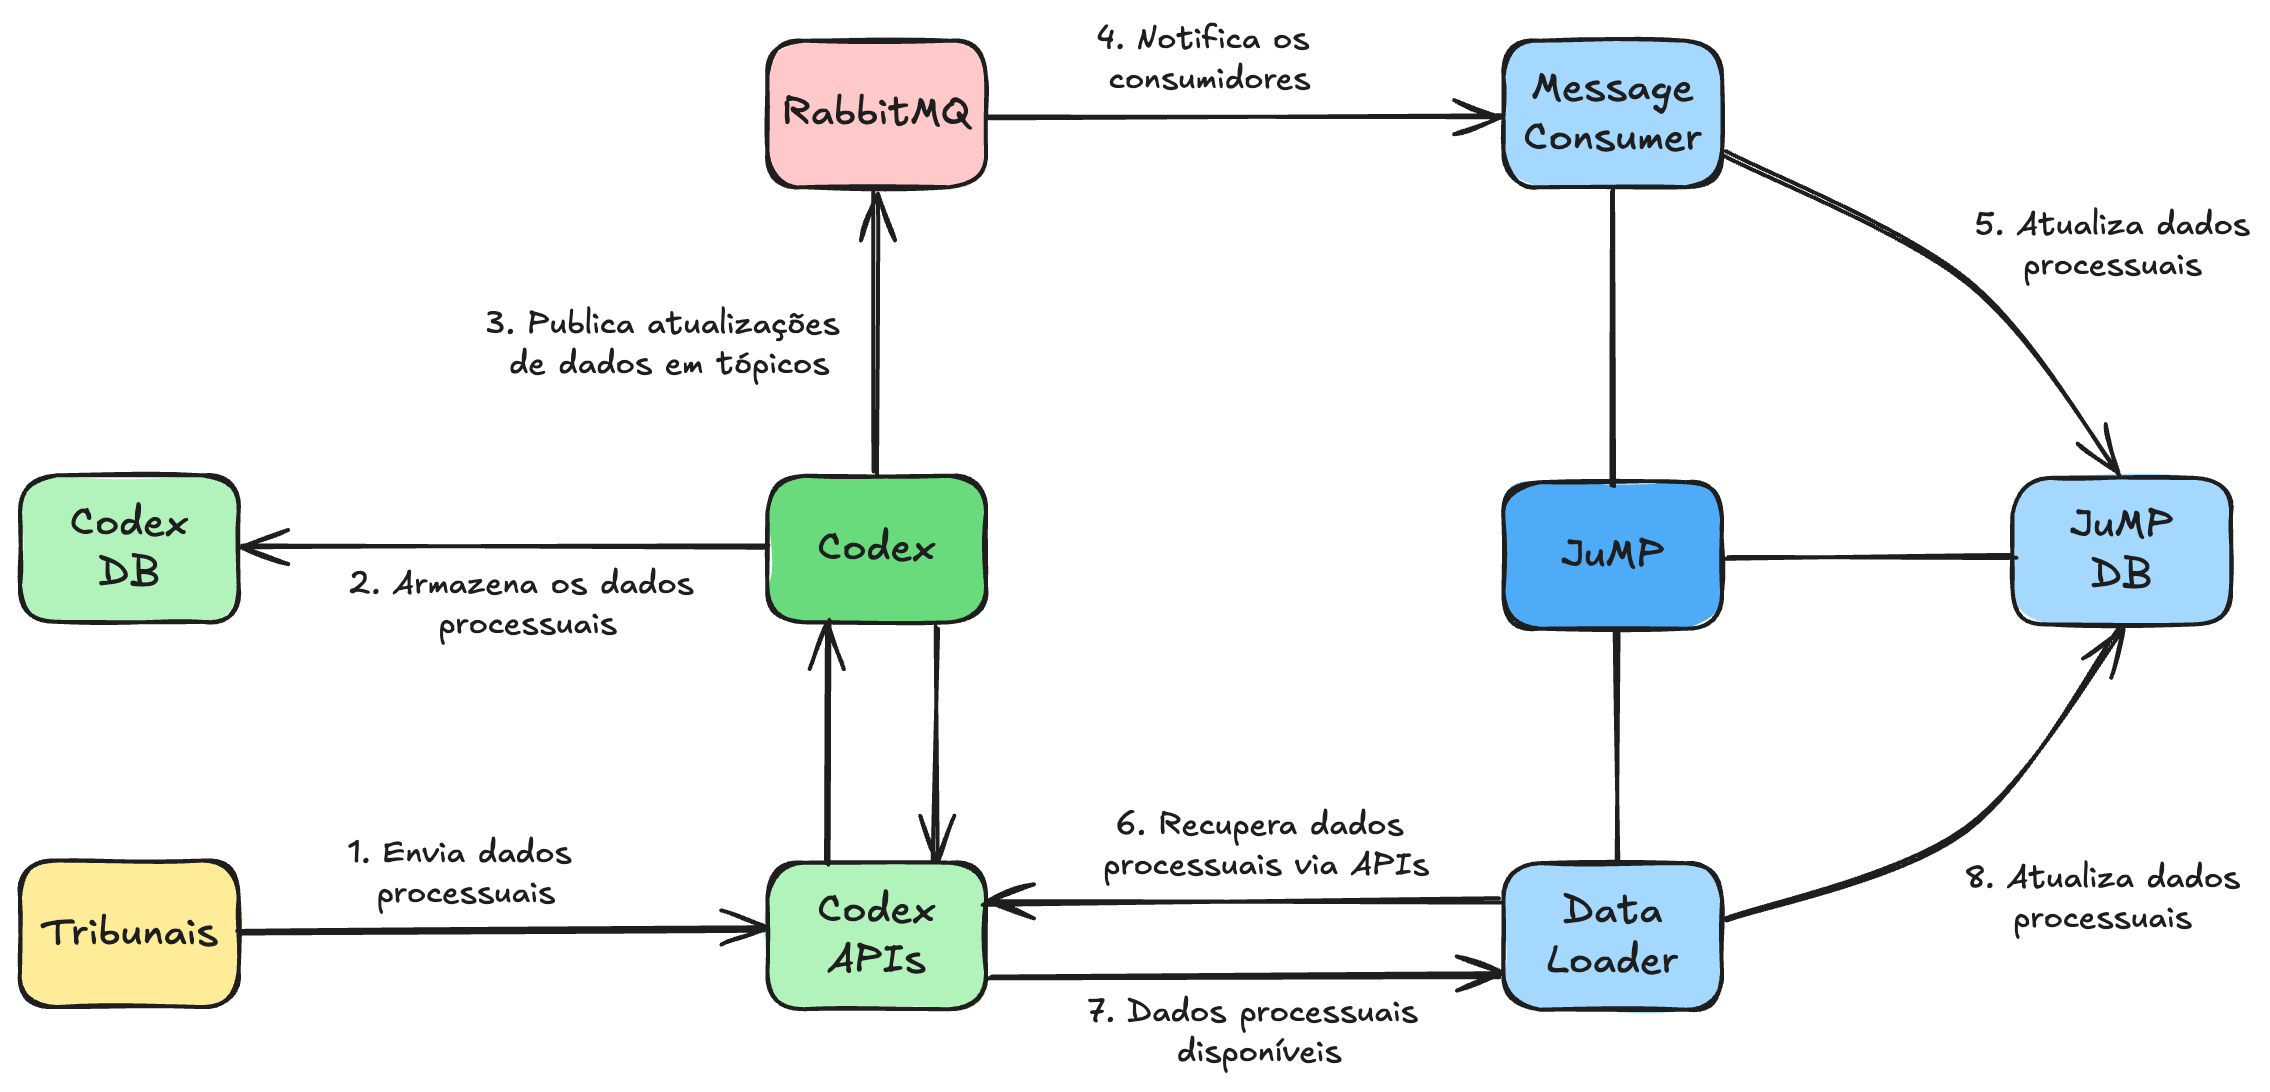 4. Notifica os
consumidores
RabbitMQ
Message
Consumer
5. Atualiza dados
processuais
3. Publica atualizações
de dados em tópicos
Codex
DB
Codex
JuMP
JuMP
DB
2. Armazena os dados
processuais
1. Envia dados
processuais
6. Recupera dados
processuais via APIs
8. Atualiza dados
processuais
Tribunais
Codex
APIs
Data
Loader
7. Dados processuais
disponíveis